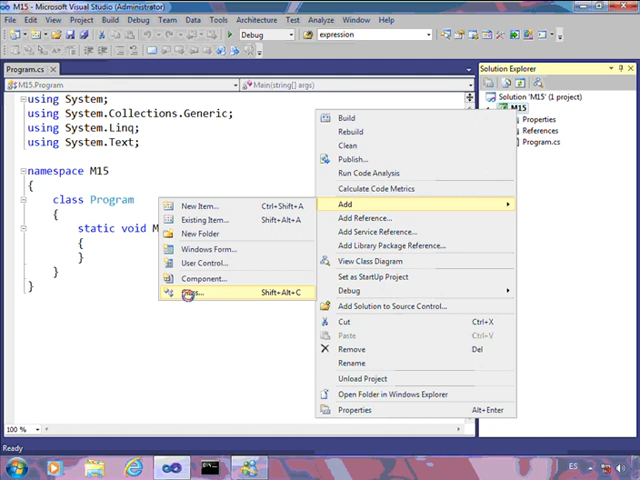 M15 - Microsoft Visual Studio (Administrator)
File Edit View Project Build Debug Team Data Tools Architecture Test Analyze Window Help
Debug expression
Program.cs
M15.Program Main(string[] args)
using System;
using System.Collections.Generic;
using System.Linq;
using System.Text;
namespace M15
{
class Program
{
static void M
{
}
}
}
100 %
New Item... Ctrl+Shift+A
Existing Item... Shift+Alt+A
New Folder
Windows Form...
User Control...
Component...
Shift+Alt+C
Build
Rebuild
Clean
Publish...
Run Code Analysis
Calculate Code Metrics
Add
Add Reference...
Add Service Reference...
Add Library Package Reference...
View Class Diagram
Set as StartUp Project
Debug
Add Solution to Source Control...
Cut Ctrl+X
Paste Ctrl+V
Remove Del
Rename
Unload Project
Open Folder in Windows Explorer
Properties Alt+Enter
Solution Explorer
Solution 'M15' (1 project)
M15
Properties
References
Program.cs
Ready
ES